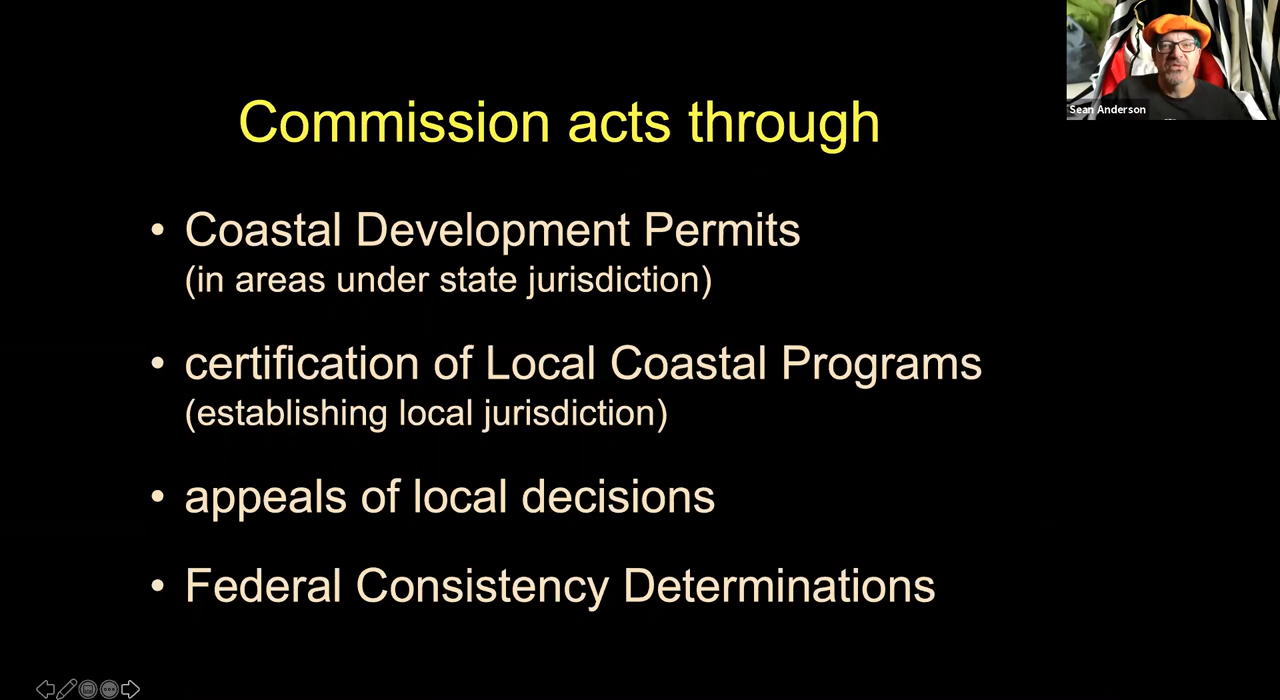 Sean Anderson
Commission acts through
• Coastal Development Permits
(in areas under state jurisdiction)
• certification of Local Coastal Programs
(establishing local jurisdiction)
• appeals of local decisions
• Federal Consistency Determinations